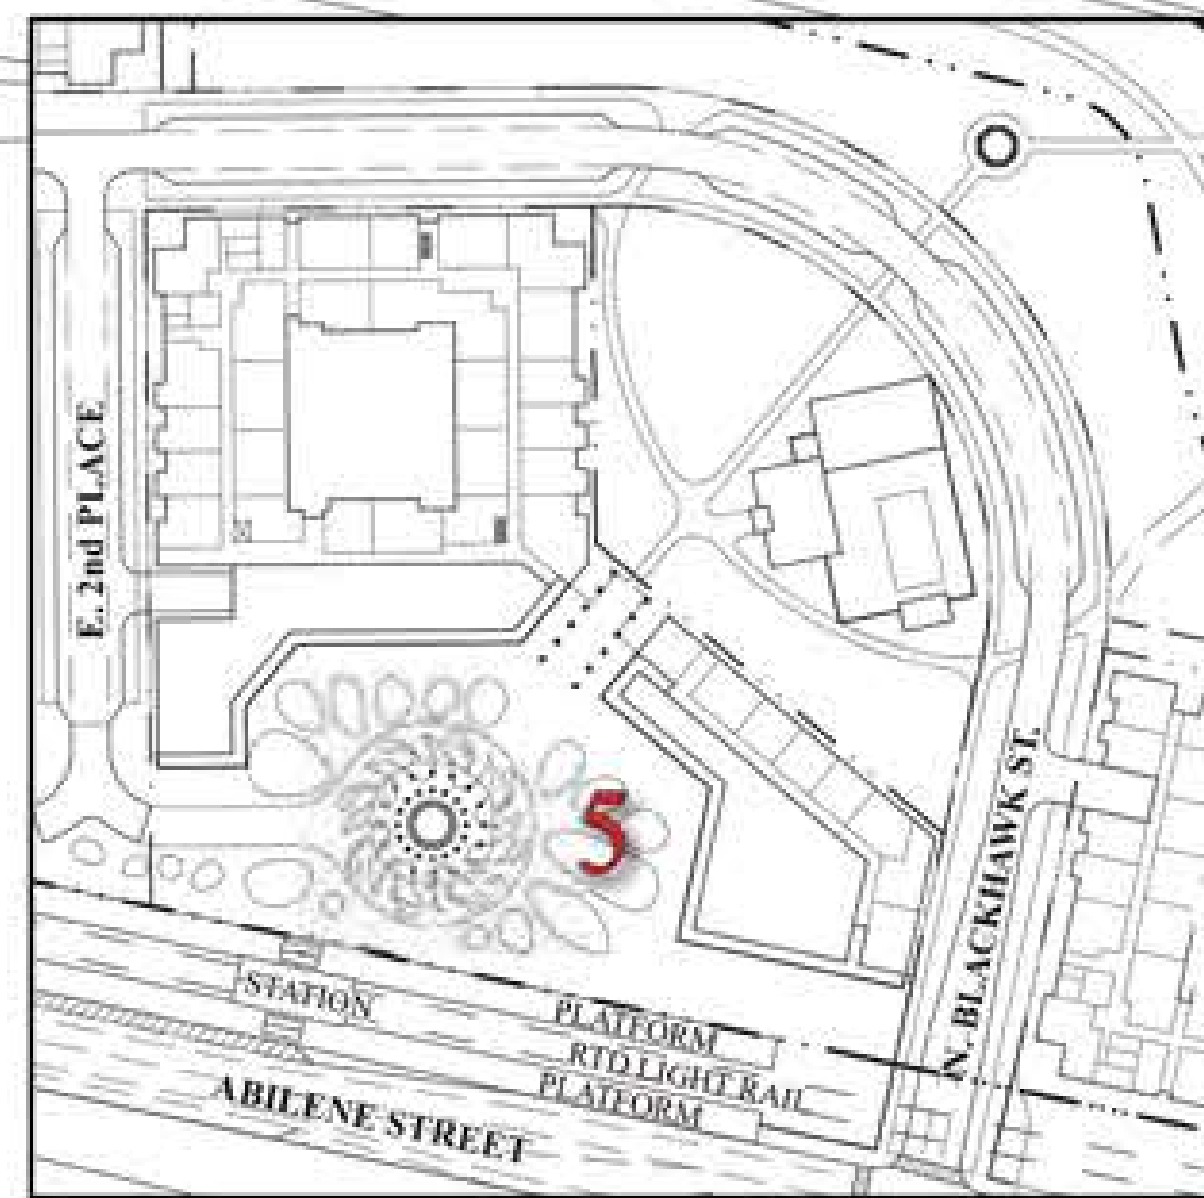 E. 2nd PLACE
5
N. BLACKHAWK ST.
STATION
PLATFORM
RTD LIGHT RAIL
PLATFORM
ABILENE STREET